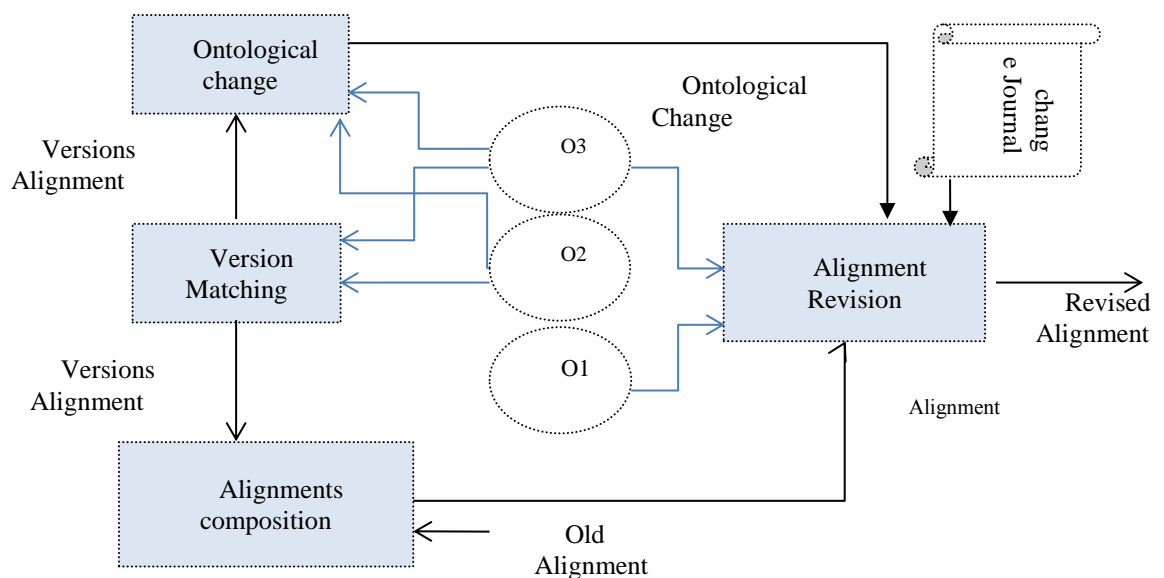 Ontological
change
Ontological
Change
chang
e Journal
Versions
Alignment
O3
Version
Matching
O2
Alignment
Revision
Revised
Alignment
Versions
Alignment
O1
Alignment
Alignments
composition
Old
Alignment